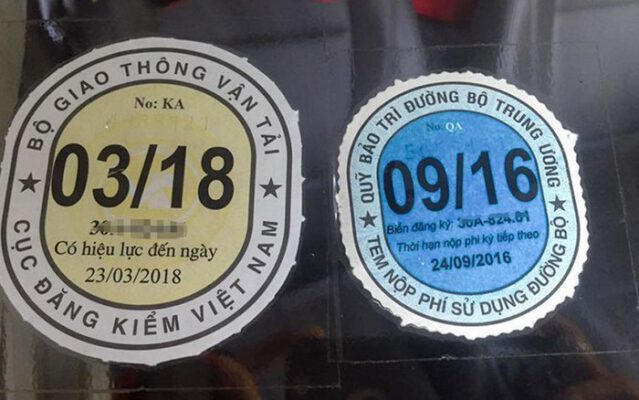 BỘ GIAO THÔNG VẬN TẢI
No: KA
03/18
Có hiệu lực đến ngày
23/03/2018
CỤC ĐĂNG KIỂM VIỆT NAM
QUỸ BẢO TRÌ ĐƯỜNG BỘ TRUNG ƯƠNG
No. QA
09/16
Biển đăng ký:
Thời hạn nộp phí kỳ tiếp theo
24/09/2016
TEM NỘP PHÍ SỬ DỤNG ĐƯỜNG BỘ